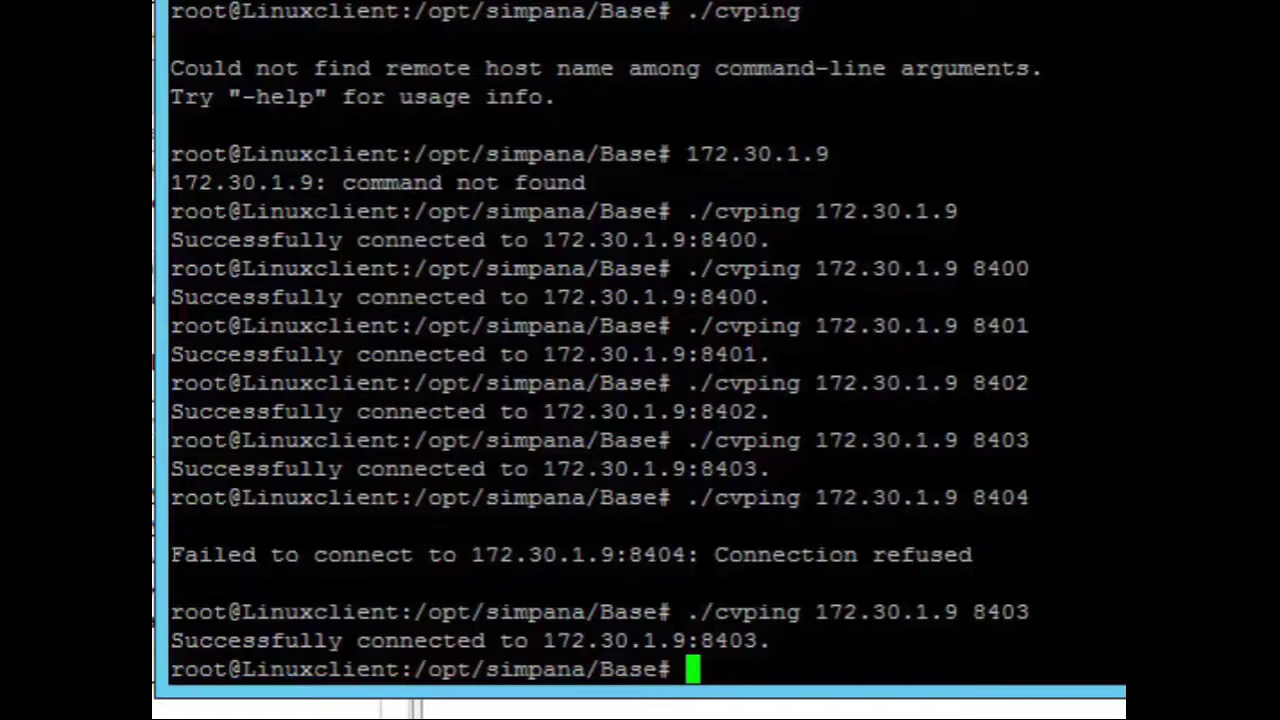 root@Linuxclient:/opt/simpana/Base# ./cvping
Could not find remote host name among command-line arguments.
Try "-help" for usage info.
root@Linuxclient:/opt/simpana/Base# 172.30.1.9
172.30.1.9: command not found
root@Linuxclient:/opt/simpana/Base# ./cvping 172.30.1.9
Successfully connected to 172.30.1.9:8400.
root@Linuxclient:/opt/simpana/Base# ./cvping 172.30.1.9 8400
Successfully connected to 172.30.1.9:8400.
root@Linuxclient:/opt/simpana/Base# ./cvping 172.30.1.9 8401
Successfully connected to 172.30.1.9:8401.
root@Linuxclient:/opt/simpana/Base# ./cvping 172.30.1.9 8402
Successfully connected to 172.30.1.9:8402.
root@Linuxclient:/opt/simpana/Base# ./cvping 172.30.1.9 8403
Successfully connected to 172.30.1.9:8403.
root@Linuxclient:/opt/simpana/Base# ./cvping 172.30.1.9 8404
Failed to connect to 172.30.1.9:8404: Connection refused
root@Linuxclient:/opt/simpana/Base# ./cvping 172.30.1.9 8403
Successfully connected to 172.30.1.9:8403.
root@Linuxclient:/opt/simpana/Base#